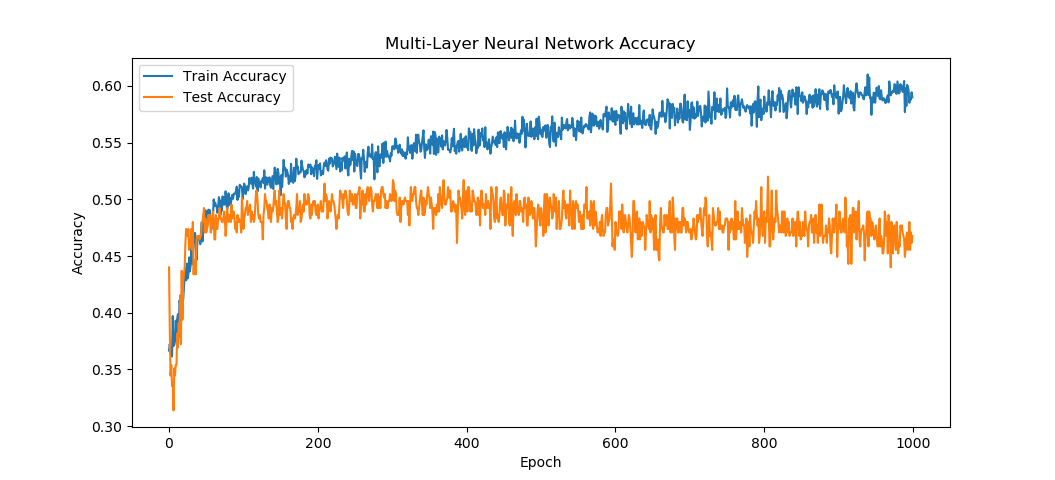 Multi-Layer Neural Network Accuracy
Train Accuracy
Test Accuracy
0.60
0.55
0.50
0.45
0.40
0.35
0.30
Accuracy
0 200 400 600 800 1000
Epoch